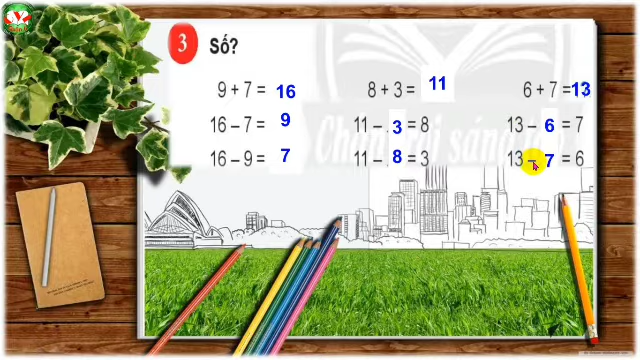 3 Số?
9 + 7 = 16 8 + 3 = 11 6 + 7 = 13
16 – 7 = 9 11 – 3 = 8 13 – 6 = 7
16 – 9 = 7 11 – 8 = 3 13 – 7 = 6